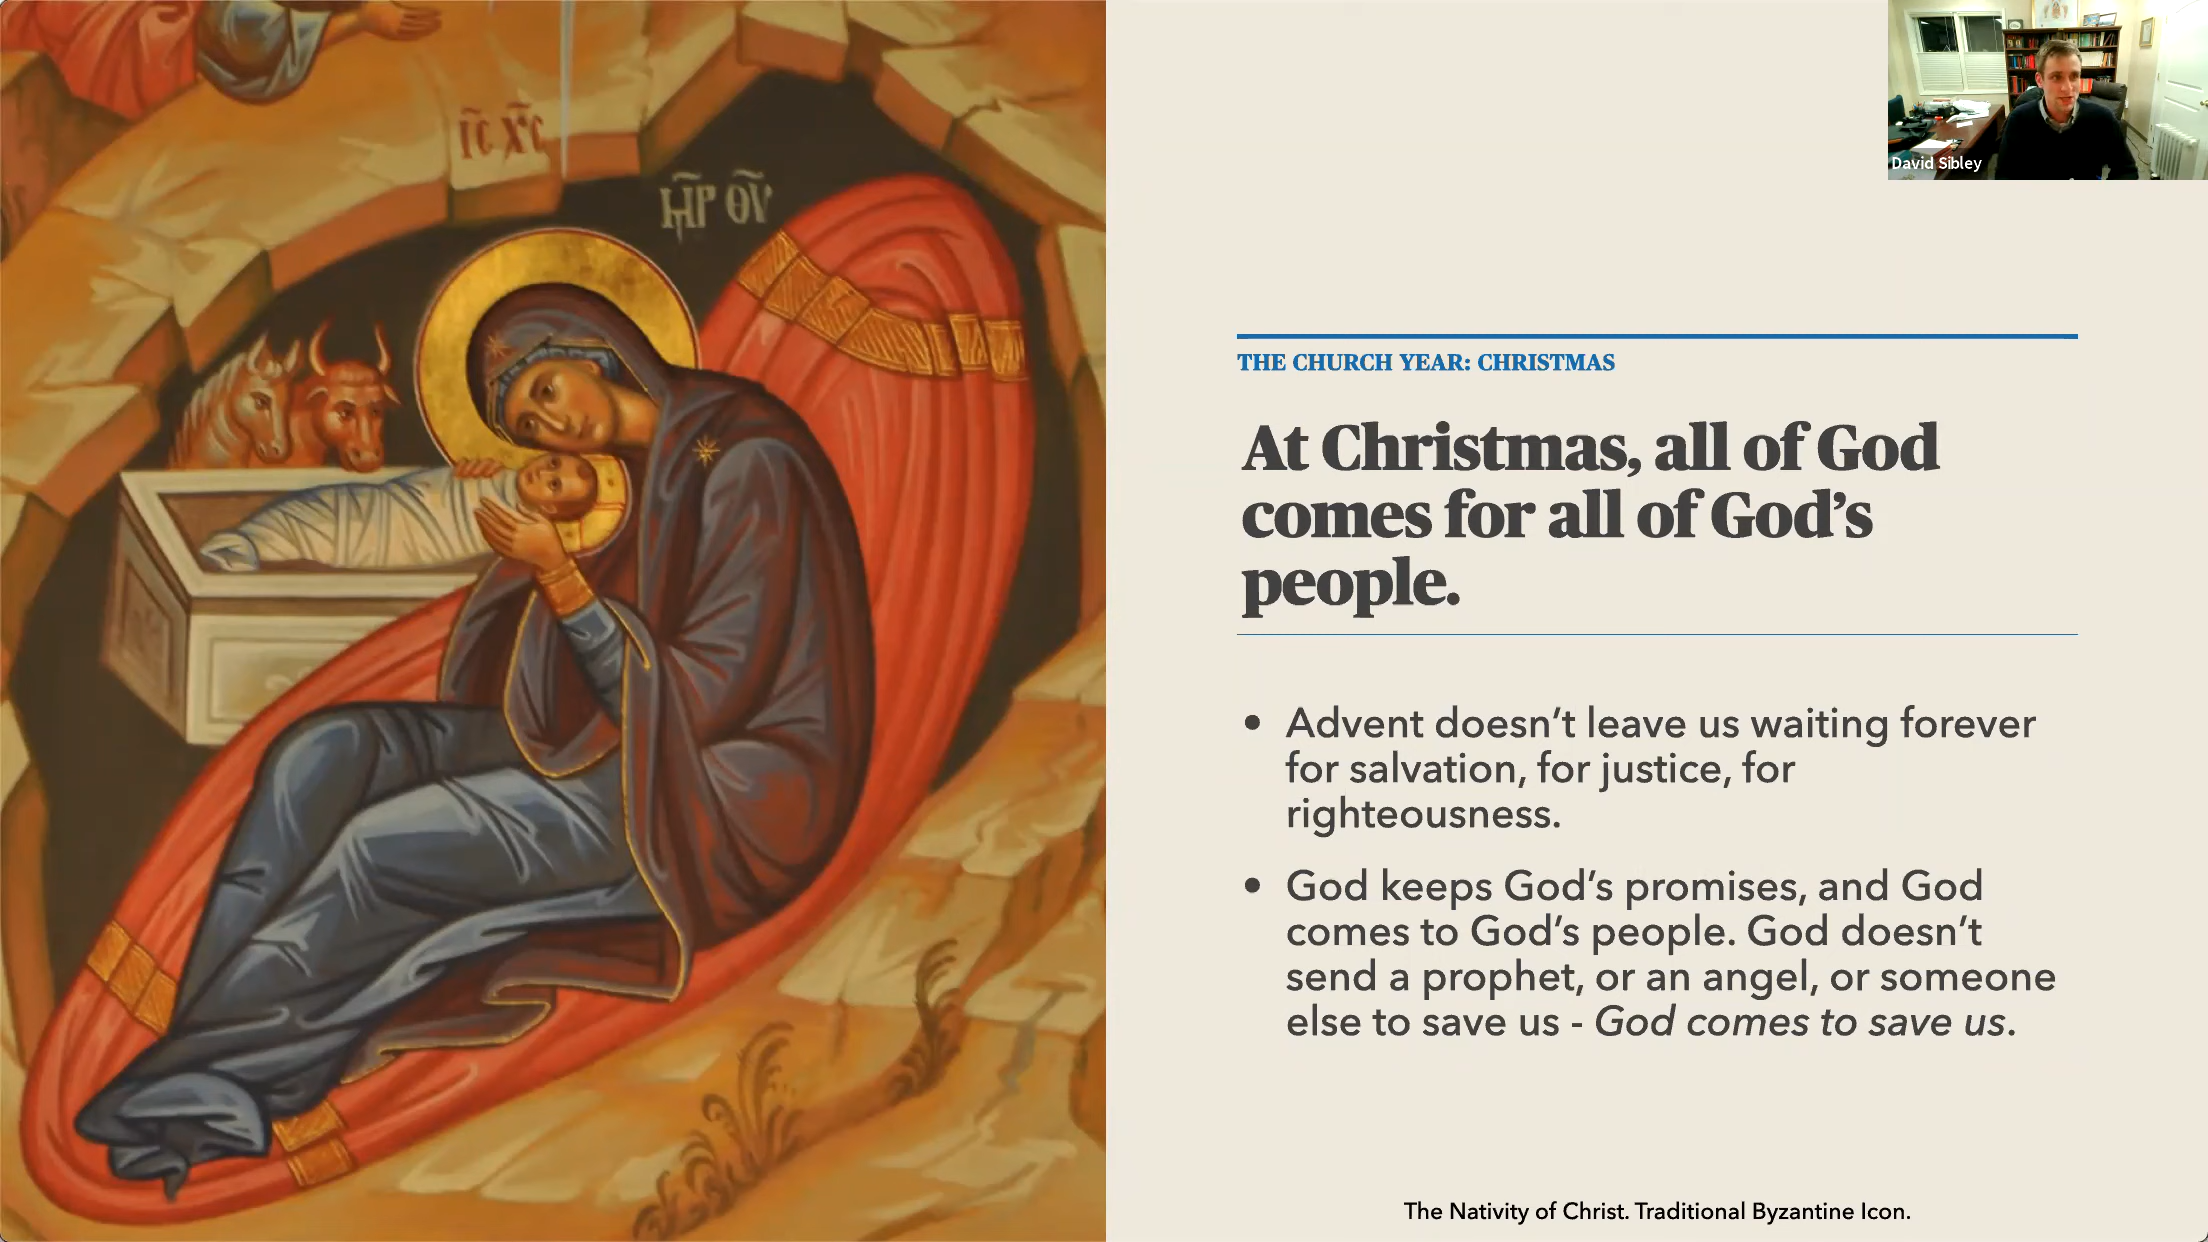 ІС ХС
МР ΘΥ
David Sibley
THE CHURCH YEAR: CHRISTMAS
At Christmas, all of God
comes for all of God’s
people.
• Advent doesn’t leave us waiting forever
for salvation, for justice, for
righteousness.
• God keeps God’s promises, and God
comes to God’s people. God doesn’t
send a prophet, or an angel, or someone
else to save us - God comes to save us.
The Nativity of Christ. Traditional Byzantine Icon.